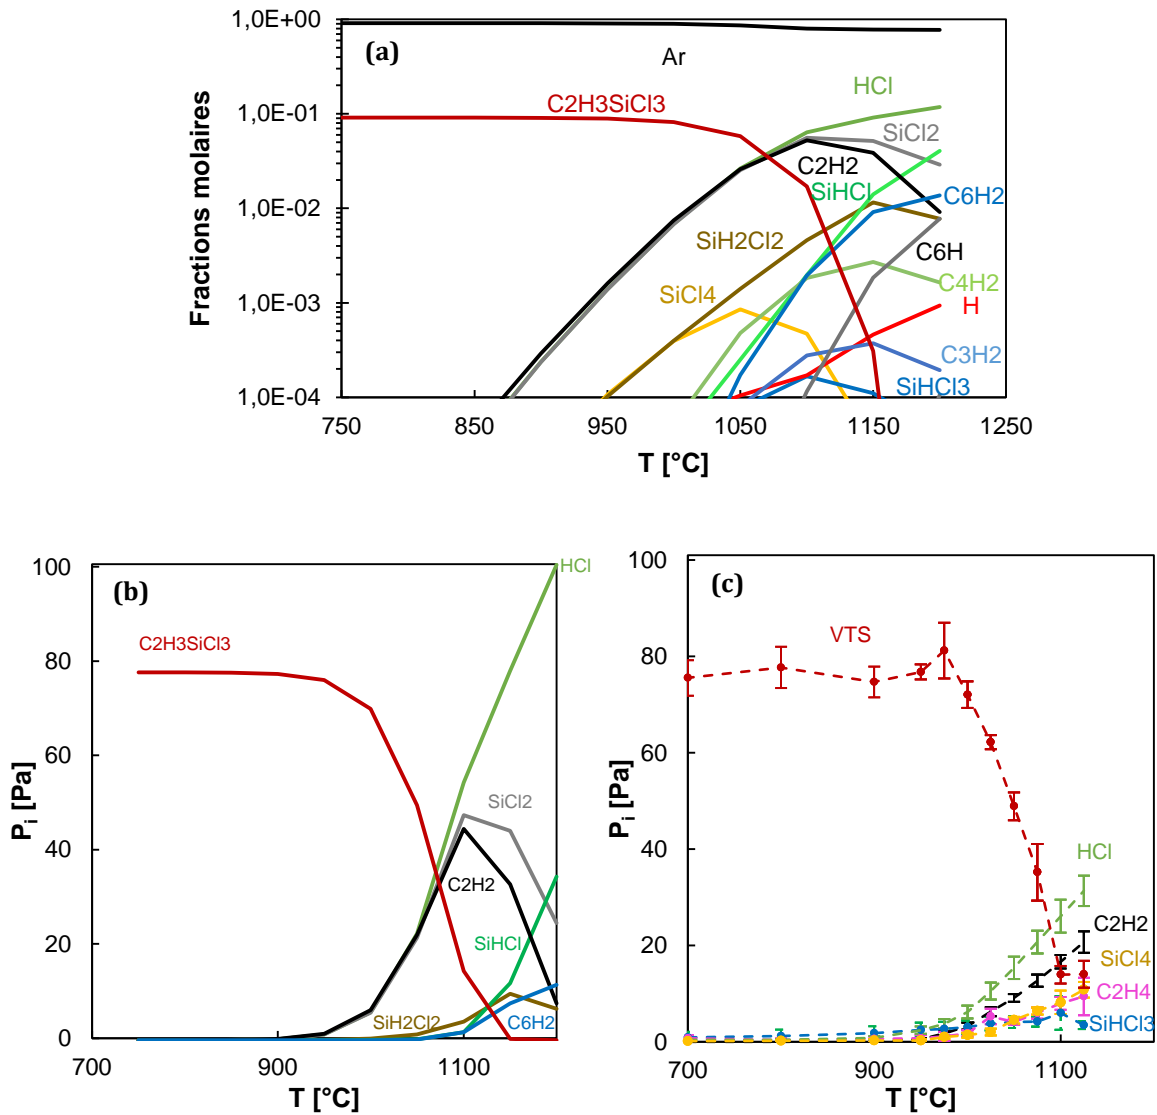 1,0E+00
(a)
Ar
HCl
C2H3SiCl3
1,0E-01
SiCl2
C2H2
SiHCl
C6H2
1,0E-02
SiH2Cl2
C6H
SiCl4
C4H2
1,0E-03
H
C3H2
SiHCl3
1,0E-04
Fractions molaires
750 850 950 1050 1150 1250
T [°C]
100
(b)
HCl
C2H3SiCl3
80
60
SiCl2
40
C2H2
SiHCl
20
SiH2Cl2
C6H2
0
Pi [Pa]
700 900 1100
T [°C]
100
(c)
VTS
80
60
40
HCl
C2H2
20
SiCl4
C2H4
SiHCl3
0
Pi [Pa]
700 900 1100
T [°C]